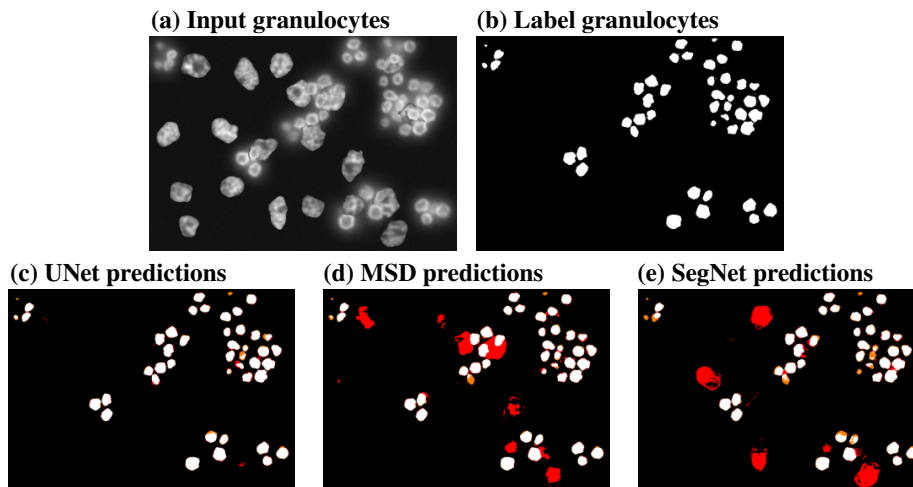 (a) Input granulocytes
(b) Label granulocytes
(c) UNet predictions
(d) MSD predictions
(e) SegNet predictions